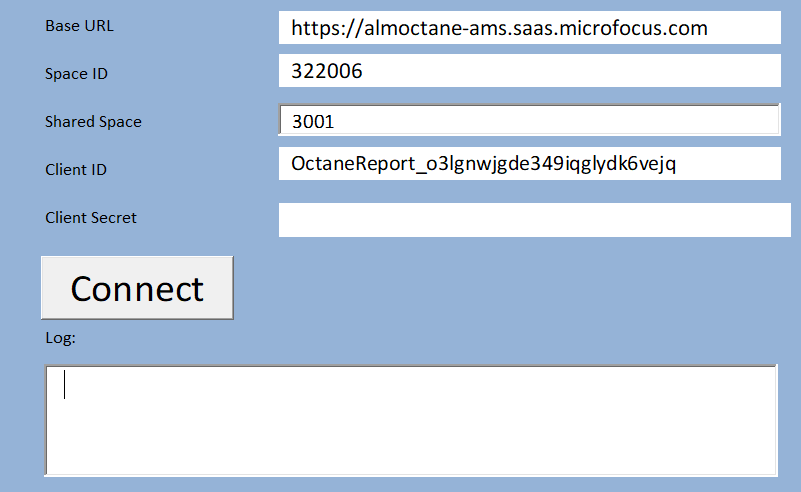 Base URL https://almoctane-ams.saas.microfocus.com
Space ID 322006
Shared Space 3001
Client ID OctaneReport_o3lgnwjgde349iqglydk6vejq
Client Secret
Connect
Log: